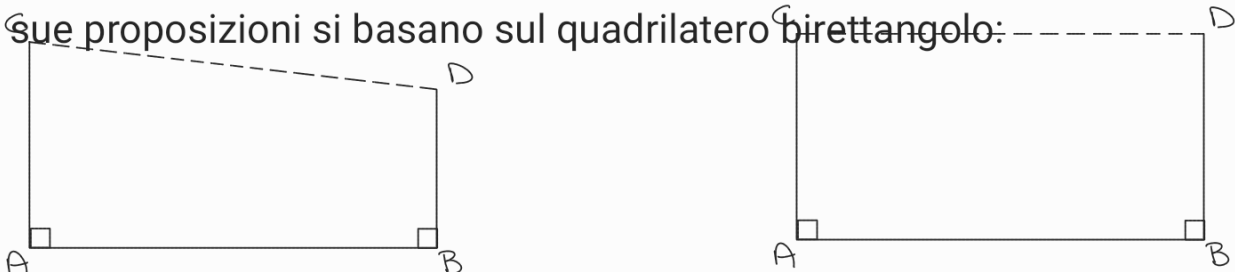 sue proposizioni si basano sul quadrilatero birettangolo:
C D
C D
A B
A B